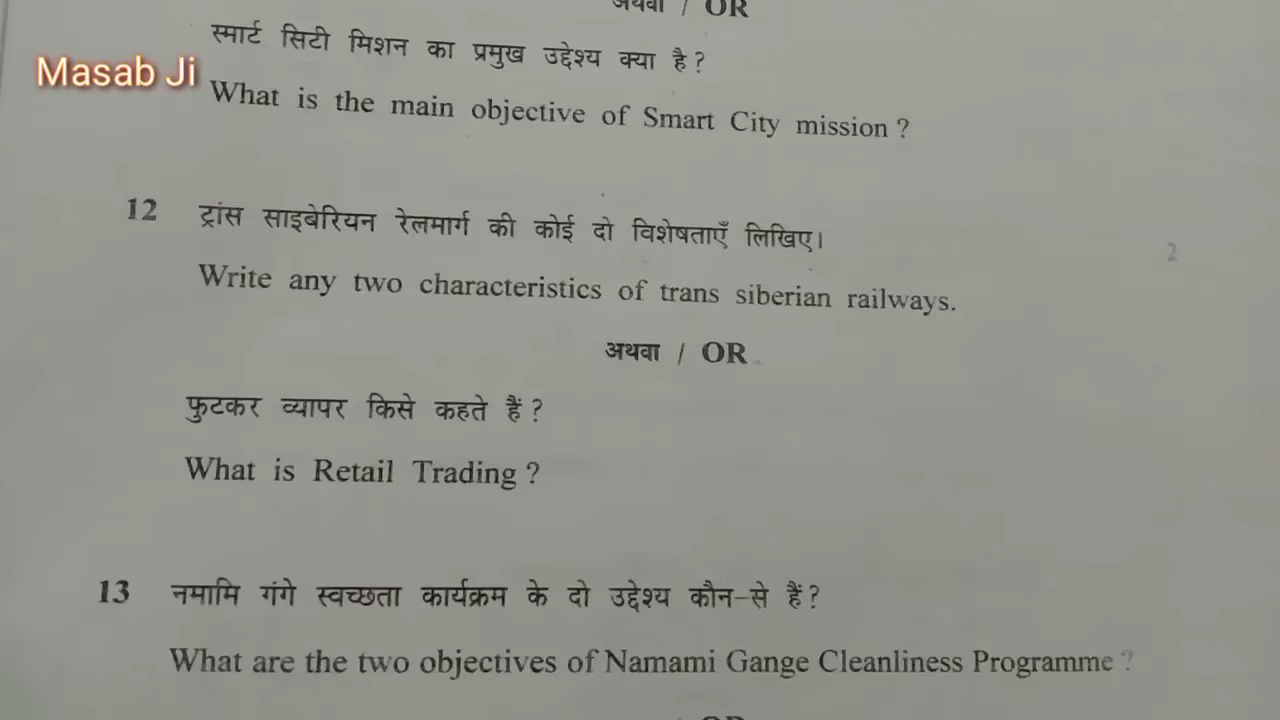 अथवा / OR
स्मार्ट सिटी मिशन का प्रमुख उद्देश्य क्या है ?
Masab Ji
What is the main objective of Smart City mission ?
12 ट्रांस साइबेरियन रेलमार्ग की कोई दो विशेषताएँ लिखिए।
2
Write any two characteristics of trans siberian railways.
अथवा / OR
फुटकर व्यापर किसे कहते हैं ?
What is Retail Trading ?
13 नमामि गंगे स्वच्छता कार्यक्रम के दो उद्देश्य कौन-से हैं ?
What are the two objectives of Namami Gange Cleanliness Programme ?
OR